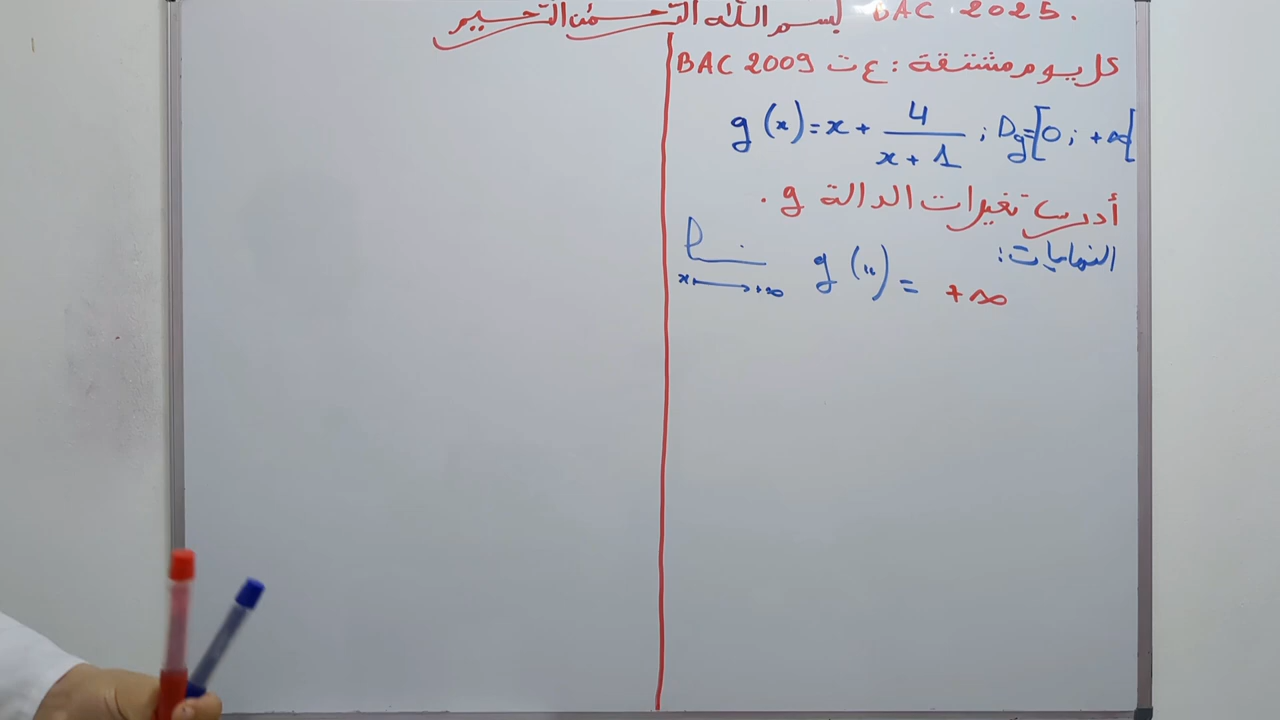 بسم الله الرحمن الرحيم BAC 2025.
كل يوم مشتقة : ع ت BAC 2009
g(x) = x + 4/(x + 1) ; Dg = [0 ; +∞[
أدرس تغيرات الدالة g .
النهايات :
lim x→+∞ g(x) = +∞